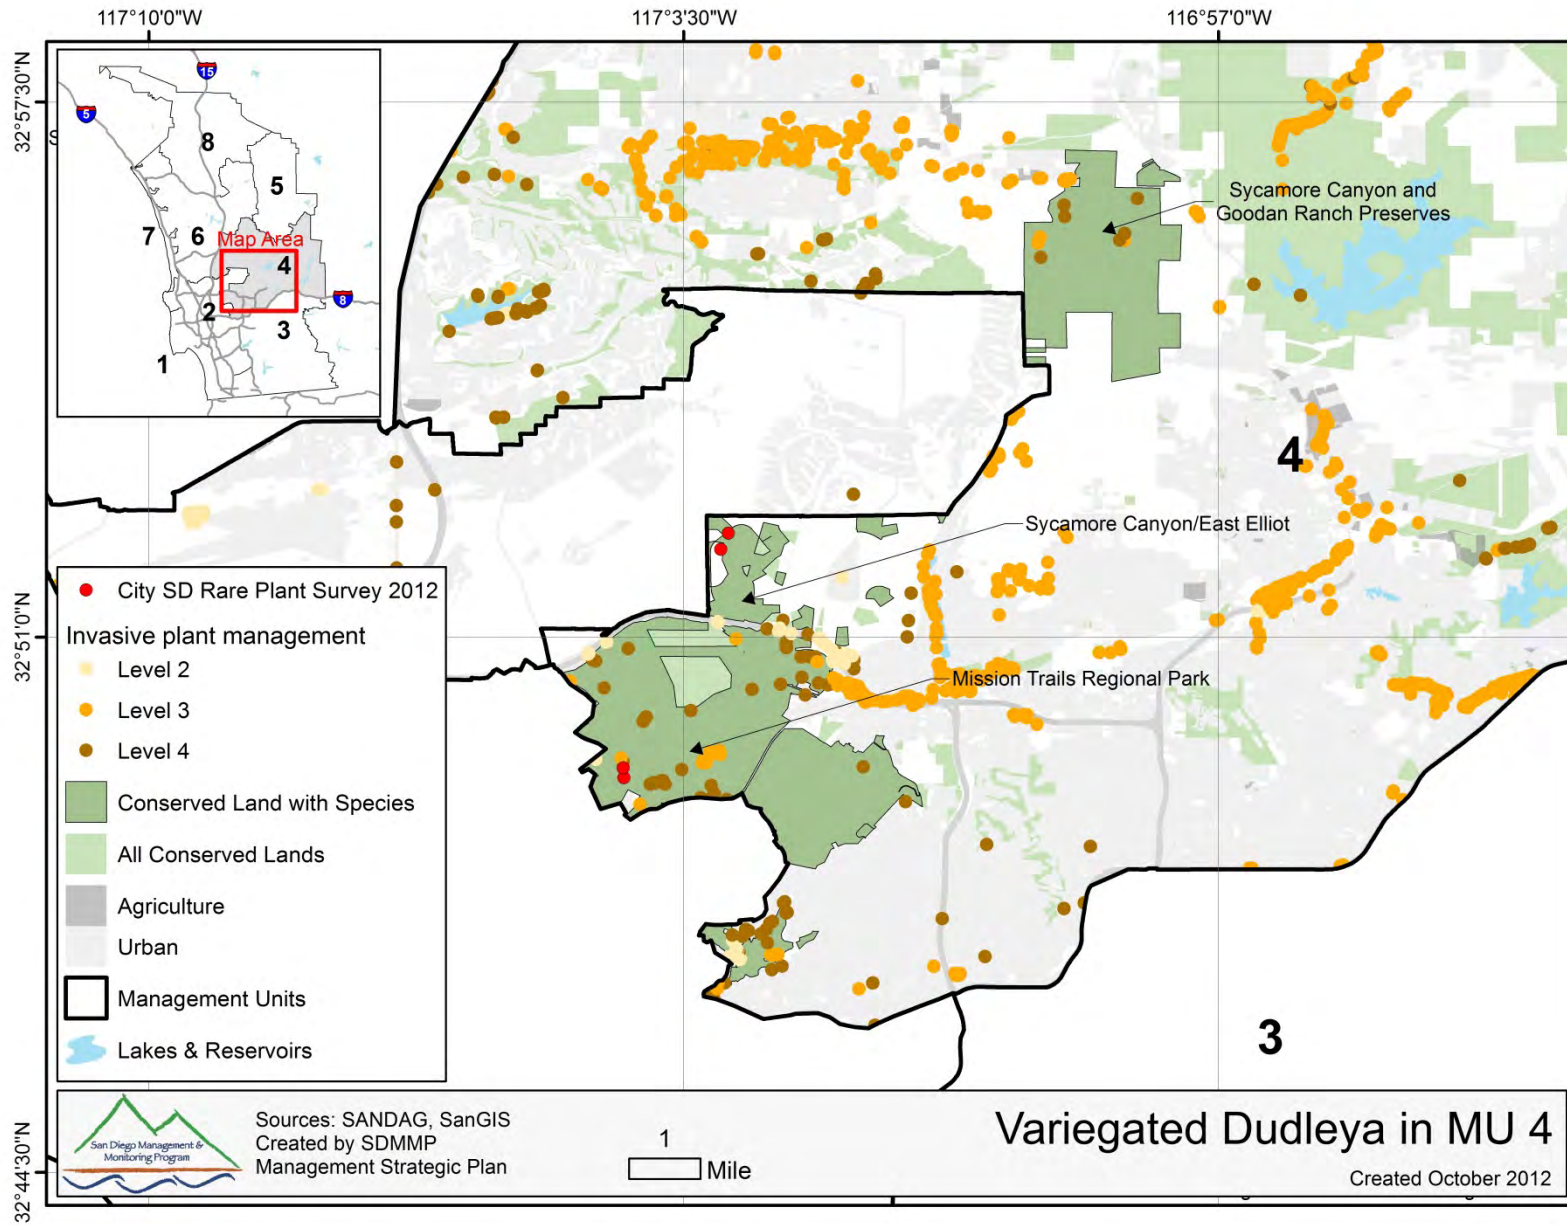 117°10'0"W
117°3'30"W
116°57'0"W
32°57'30"N
32°51'0"N
32°44'30"N
15
5
8
5
7
6
Map Area
4
8
2
3
1
S
Sycamore Canyon and
Goodan Ranch Preserves
4
Sycamore Canyon/East Elliot
Mission Trails Regional Park
3
City SD Rare Plant Survey 2012
Invasive plant management
Level 2
Level 3
Level 4
Conserved Land with Species
All Conserved Lands
Agriculture
Urban
Management Units
Lakes & Reservoirs
San Diego Management &
Monitoring Program
Sources: SANDAG, SanGIS
Created by SDMMP
Management Strategic Plan
1
Mile
Variegated Dudleya in MU 4
Created October 2012